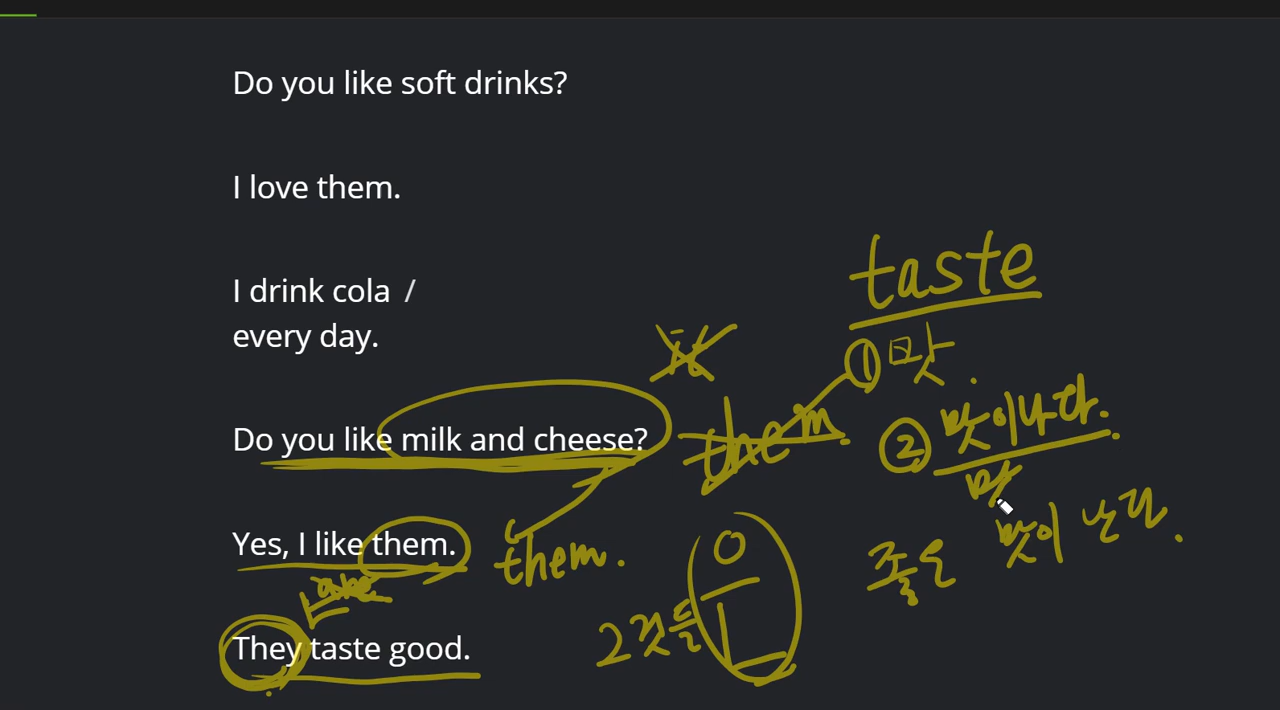 Do you like soft drinks?
I love them.
I drink cola /
every day.
taste
① 맛.
it
Do you like milk and cheese?
them.
② 맛이나다.
맛
Yes, I like them.
them.
좋은 맛이 난다.
They taste good.
2것들